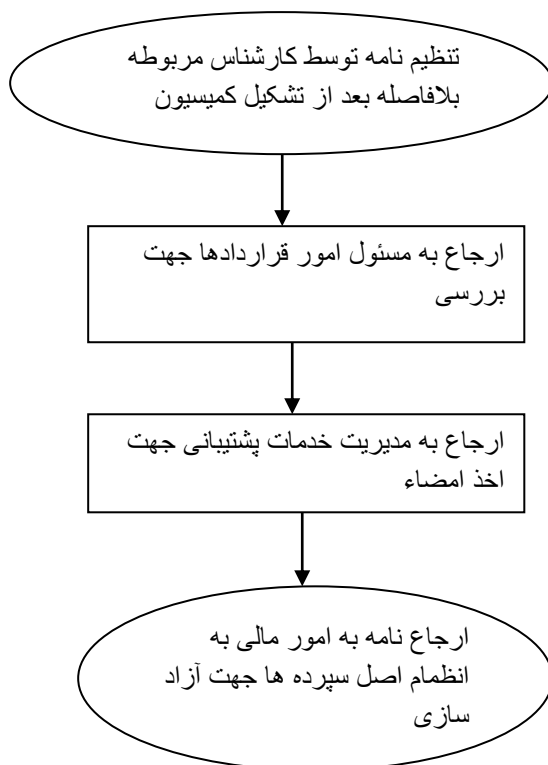 تنظیم نامه توسط کارشناس مربوطه
بلافاصله بعد از تشکیل کمیسیون
ارجاع به مسئول امور قراردادها جهت
بررسی
ارجاع به مدیریت خدمات پشتیبانی جهت
اخذ امضاء
ارجاع نامه به امور مالی به
انظمام اصل سپرده ها جهت آزاد
سازی